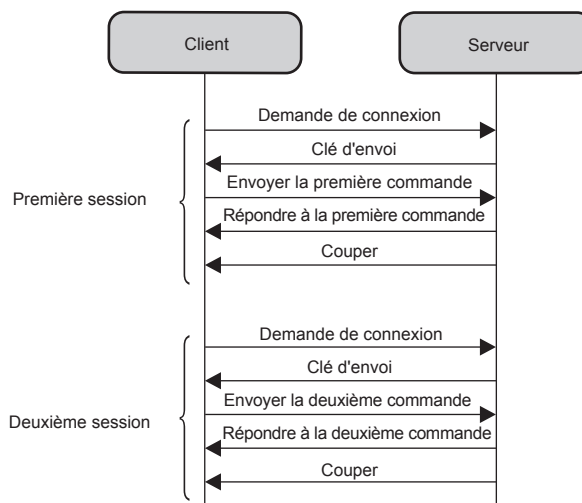 Client
Serveur
Demande de connexion
Clé d'envoi
Envoyer la première commande
Première session
Répondre à la première commande
Couper
Demande de connexion
Clé d'envoi
Envoyer la deuxième commande
Deuxième session
Répondre à la deuxième commande
Couper